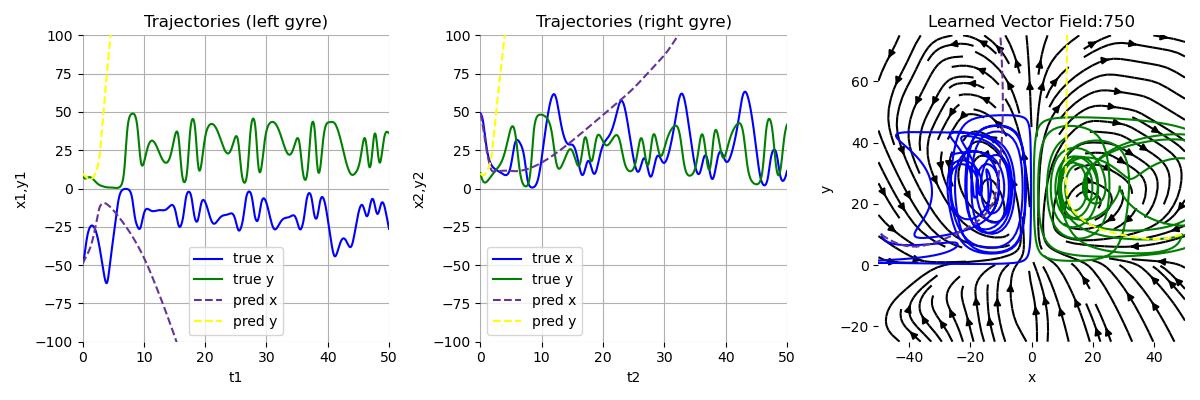 Trajectories (left gyre)
100
75
50
25
0
−25
−50
−75
−100
x1,y1
0
10
20
30
40
50
t1
true x
true y
pred x
pred y
Trajectories (right gyre)
100
75
50
25
0
−25
−50
−75
−100
x2,y2
0
10
20
30
40
50
t2
true x
true y
pred x
pred y
Learned Vector Field:750
60
40
20
0
−20
y
−40
−20
0
20
40
x